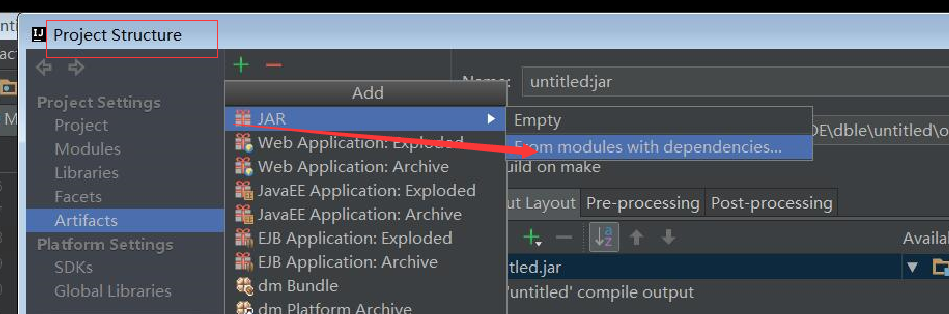 Project Structure
Name:
untitled:jar
Add
Project Settings
Project
Modules
Libraries
Facets
Artifacts
Platform Settings
SDKs
Global Libraries
JAR
Web Application: Exploded
Web Application: Archive
JavaEE Application: Exploded
JavaEE Application: Archive
EJB Application: Exploded
EJB Application: Archive
dm Bundle
dm Platform Archive
Empty
From modules with dependencies...
DE\dble\untitled\o
uild on make
ut Layout
Pre-processing
Post-processing
Availa
tled.jar
'untitled' compile output